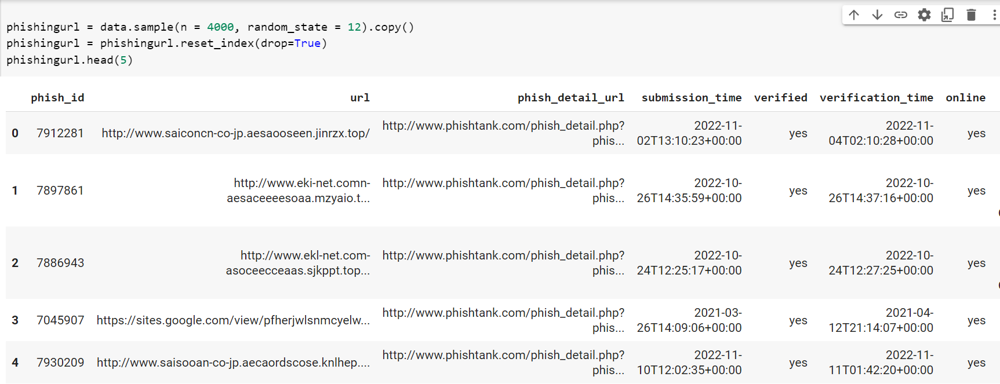 phishingurl = data.sample(n = 4000, random_state = 12).copy()
phishingurl = phishingurl.reset_index(drop=True)
phishingurl.head(5)
phish_id url phish_detail_url submission_time verified verification_time online
0 7912281 http://www.saiconcn-co-jp.aesaooseen.jinrzx.top/ http://www.phishtank.com/phish_detail.php? 2022-11- yes 2022-11- yes
phis... 02T13:10:23+00:00 04T02:10:28+00:00
1 7897861 http://www.eki-net.comn- http://www.phishtank.com/phish_detail.php? 2022-10- yes 2022-10- yes
aesaceeeesoaa.mzyaio.t... phis... 26T14:35:59+00:00 26T14:37:16+00:00
2 7886943 http://www.ekl-net.com- http://www.phishtank.com/phish_detail.php? 2022-10- yes 2022-10- yes
asoceecceaas.sjkppt.top... phis... 24T12:25:17+00:00 24T12:27:25+00:00
3 7045907 https://sites.google.com/view/pfherjwlsnmcyelw... http://www.phishtank.com/phish_detail.php? 2021-03- yes 2021-04- yes
phis... 26T14:09:06+00:00 12T21:14:07+00:00
4 7930209 http://www.saisooan-co-jp.aecaordscose.knlhep.... http://www.phishtank.com/phish_detail.php? 2022-11- yes 2022-11- yes
phis... 10T12:02:35+00:00 11T01:42:20+00:00